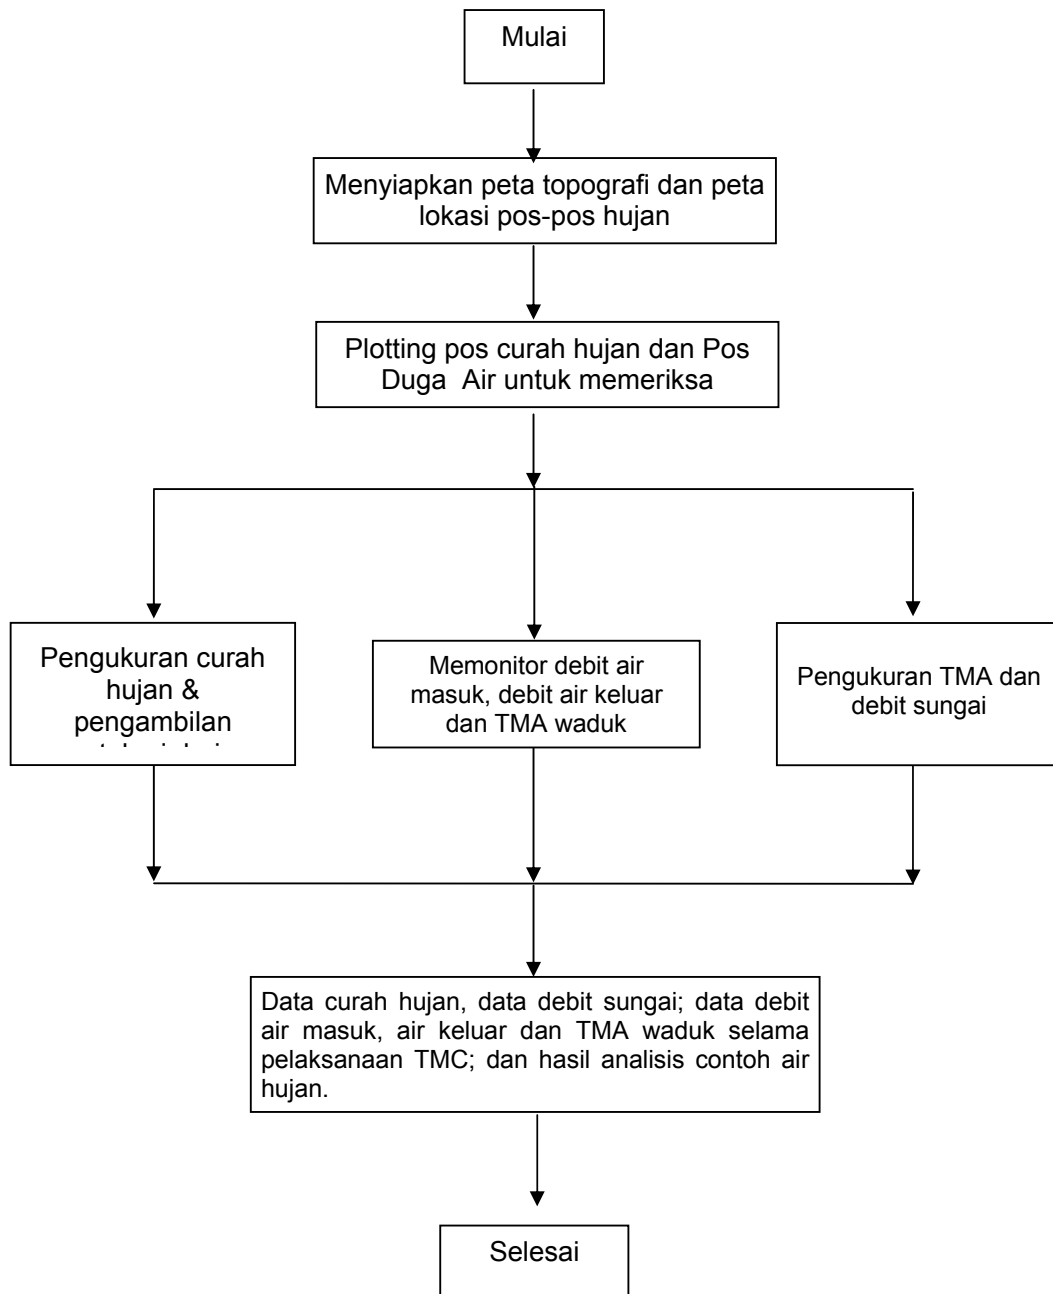 Mulai
Menyiapkan peta topografi dan peta
lokasi pos-pos hujan
Plotting pos curah hujan dan Pos
Duga Air untuk memeriksa
Pengukuran curah
hujan &
pengambilan
Memonitor debit air
masuk, debit air keluar
dan TMA waduk
Pengukuran TMA dan
debit sungai
Data curah hujan, data debit sungai; data debit
air masuk, air keluar dan TMA waduk selama
pelaksanaan TMC; dan hasil analisis contoh air
hujan.
Selesai